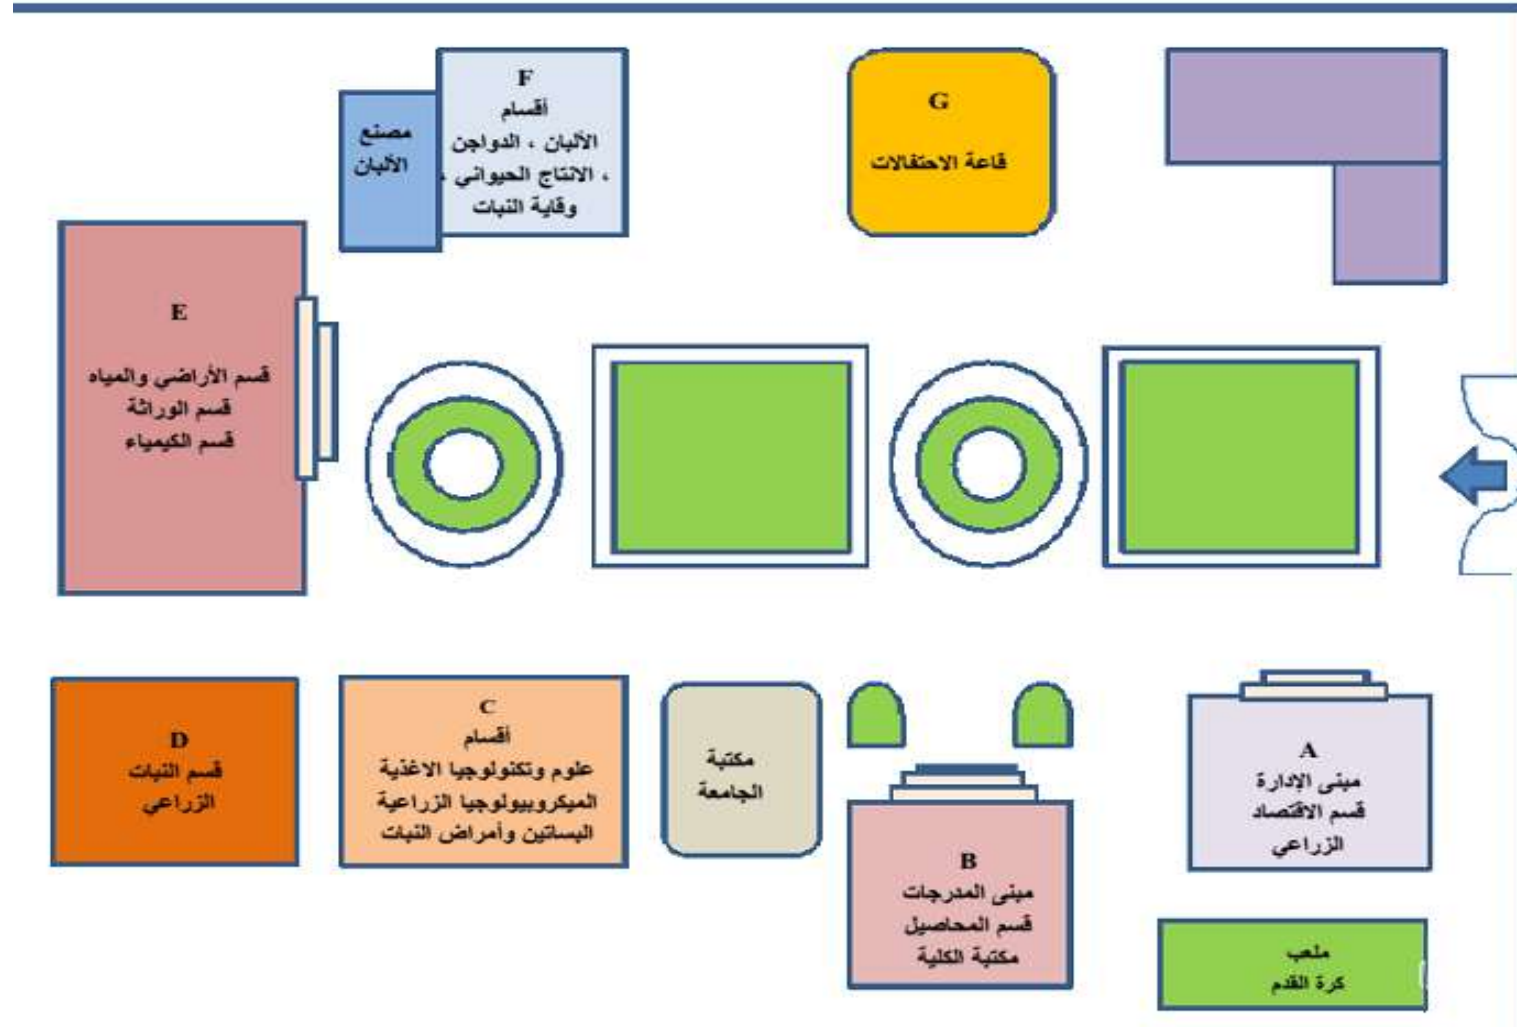 F
أقسام
الألبان ، الدواجن
، الانتاج الحيواني ،
وقاية النبات
مصنع
الألبان
G
قاعة الاحتفالات
E
قسم الأراضي والمياه
قسم الوراثة
قسم الكيمياء
D
قسم النبات
الزراعي
C
أقسام
علوم وتكنولوجيا الاغذية
الميكروبيولوجيا الزراعية
البساتين وأمراض النبات
مكتبة
الجامعة
B
مبنى المدرجات
قسم المحاصيل
مكتبة الكلية
A
مبنى الإدارة
قسم الاقتصاد
الزراعي
ملعب
كرة القدم